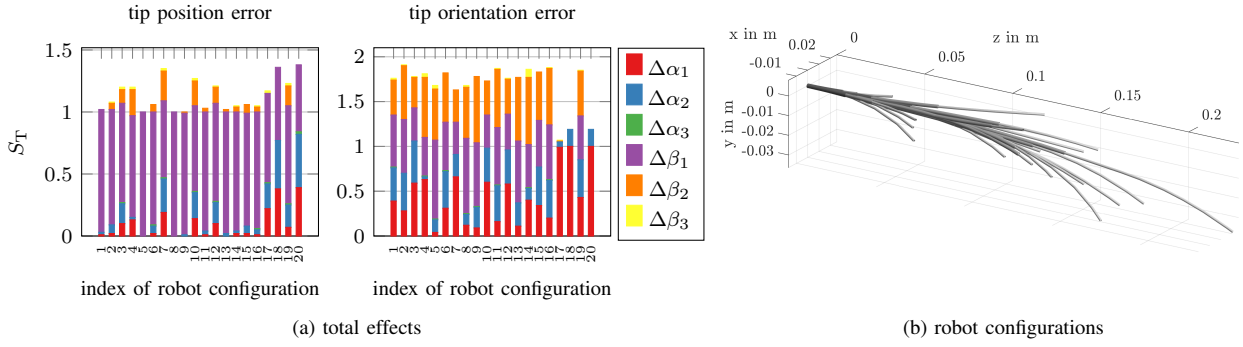 tip position error
tip orientation error
S_T
1.5
1
0.5
0
1 2 3 4 5 6 7 8 9 10 11 12 13 14 15 16 17 18 19 20
index of robot configuration
2
1.5
1
0.5
0
1 2 3 4 5 6 7 8 9 10 11 12 13 14 15 16 17 18 19 20
index of robot configuration
Δα1
Δα2
Δα3
Δβ1
Δβ2
Δβ3
(a) total effects
x in m
0.02
-0.01
0
z in m
0.05
0.1
0.15
0.2
y in m
0
-0.01
-0.02
-0.03
(b) robot configurations